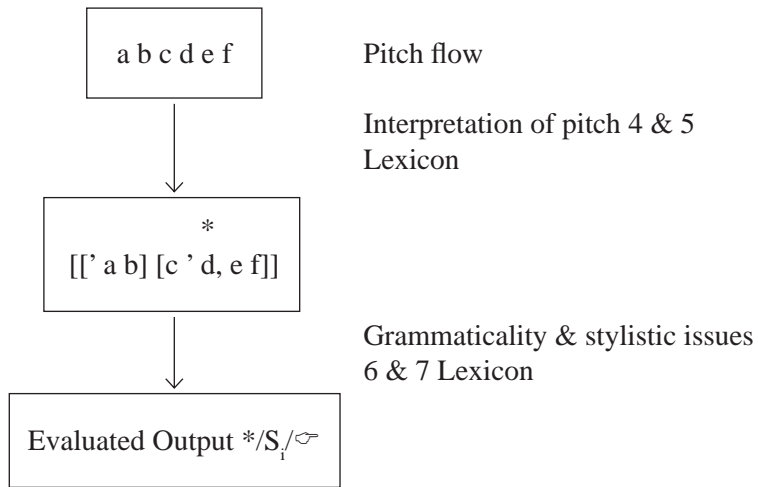 a b c d e f
Pitch flow
Interpretation of pitch 4 & 5
Lexicon
*
[[’ a b] [c ’ d, e f]]
Grammaticality & stylistic issues
6 & 7 Lexicon
Evaluated Output */Si/☞